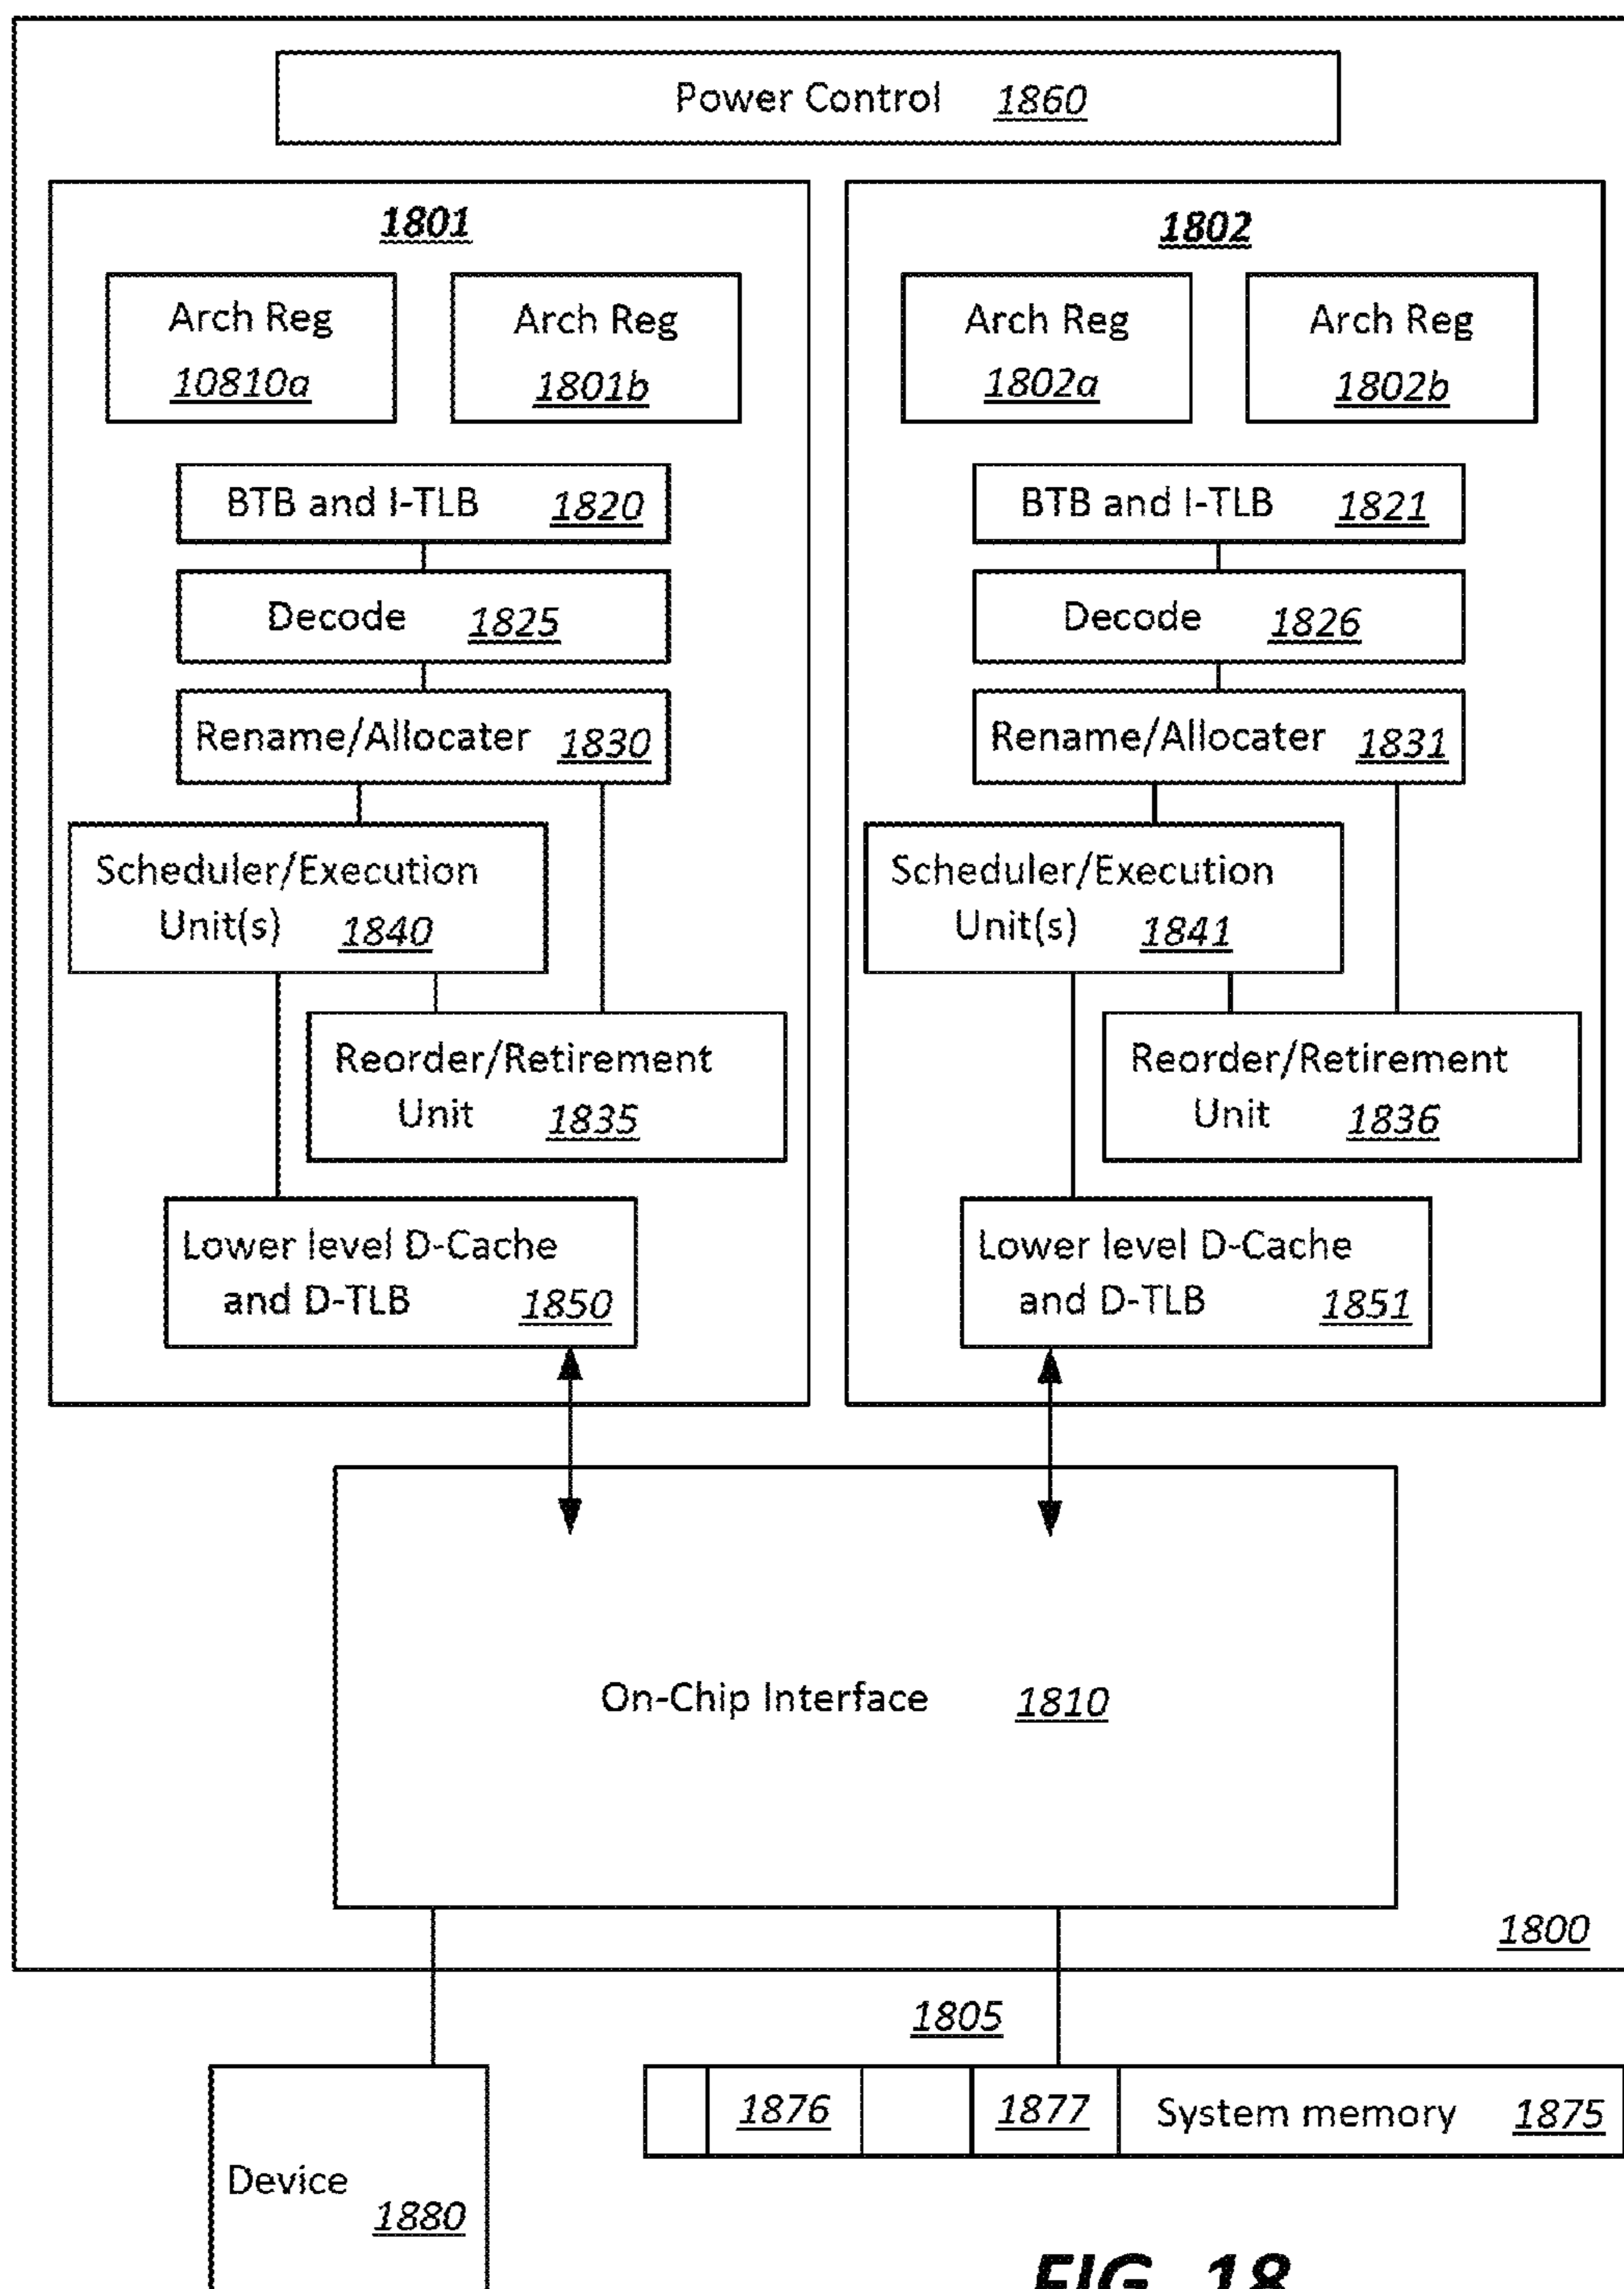 Power Control 1860
1801
Arch Reg
10810a
Arch Reg
1801b
BTB and I-TLB 1820
Decode 1825
Rename/Allocater 1830
Scheduler/Execution
Unit(s) 1840
Reorder/Retirement
Unit 1835
Lower level D-Cache
and D-TLB 1850
1802
Arch Reg
1802a
Arch Reg
1802b
BTB and I-TLB 1821
Decode 1826
Rename/Allocater 1831
Scheduler/Execution
Unit(s) 1841
Reorder/Retirement
Unit 1836
Lower level D-Cache
and D-TLB 1851
On-Chip Interface 1810
1800
1805
1876 1877 System memory 1875
Device
1880
FIG. 18